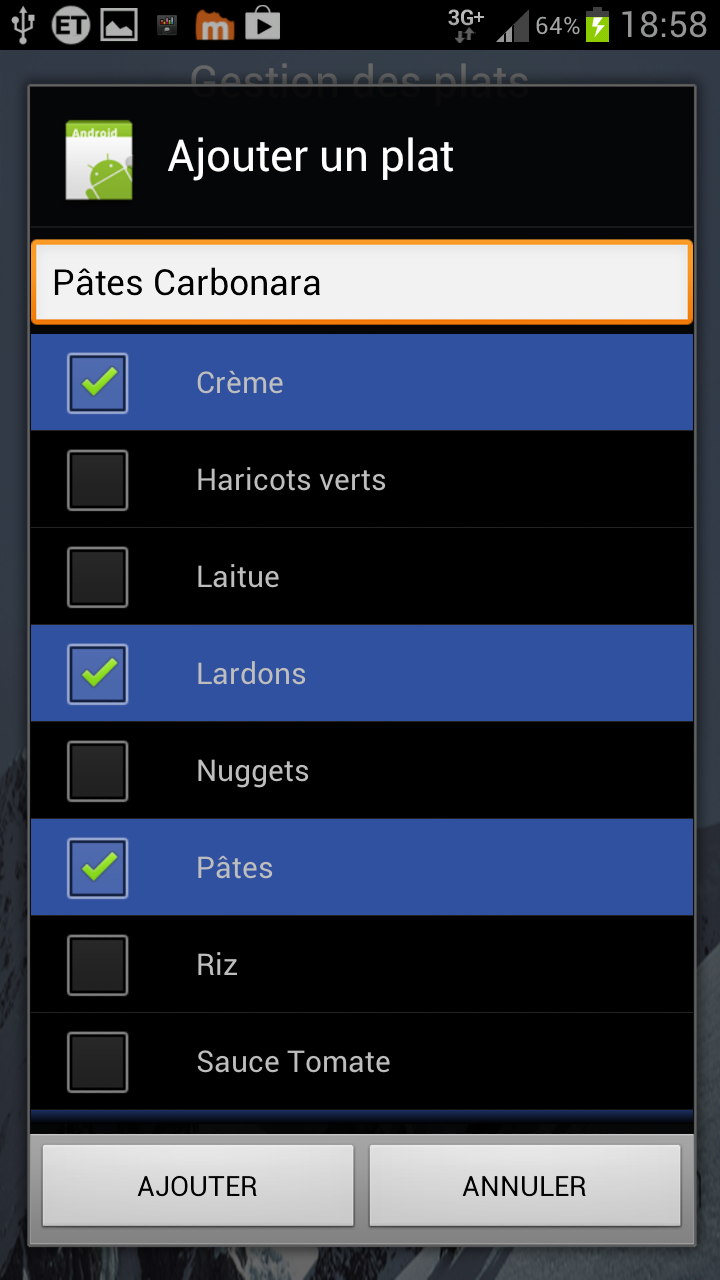 ET
m
3G+ 64% 18:58
Gestion des plats
Android
Ajouter un plat
Pâtes Carbonara
Crème
Haricots verts
Laitue
Lardons
Nuggets
Pâtes
Riz
Sauce Tomate
AJOUTER ANNULER